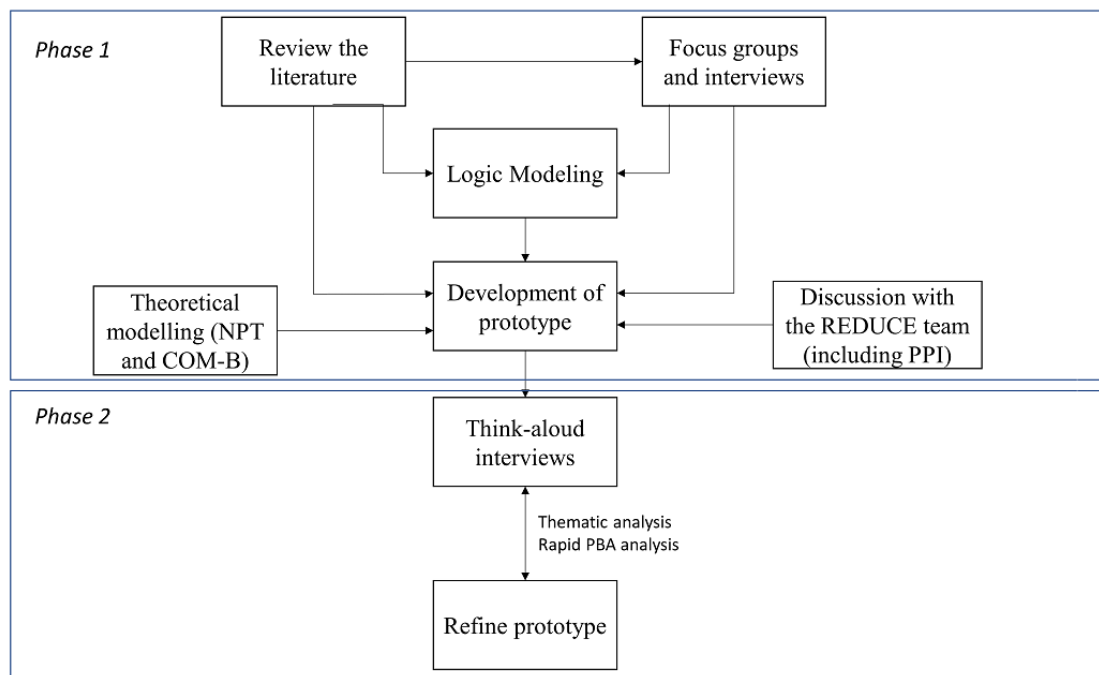 Phase 1
Review the
literature
Focus groups
and interviews
Logic Modeling
Development of
prototype
Theoretical
modelling (NPT
and COM-B)
Discussion with
the REDUCE team
(including PPI)
Phase 2
Think-aloud
interviews
Thematic analysis
Rapid PBA analysis
Refine prototype